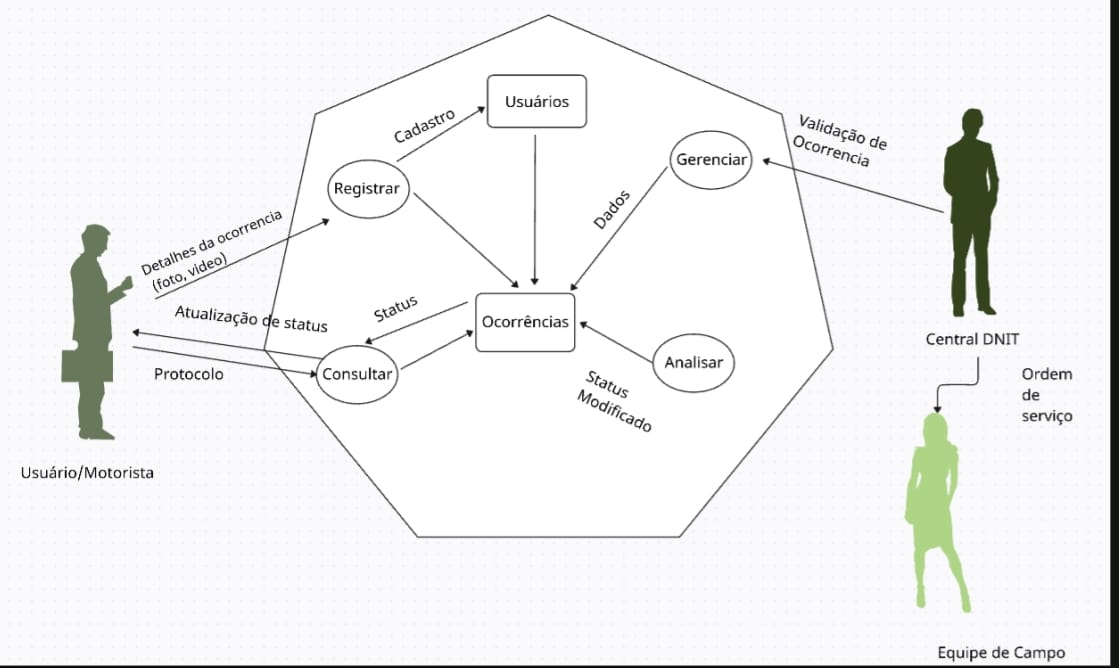 Usuários
Cadastro
Validação de
Ocorrencia
Gerenciar
Registrar
Dados
Detalhes da ocorrencia
(foto, video)
Status
Atualização de status
Ocorrências
Central DNIT
Protocolo
Consultar
Analisar
Ordem
de
serviço
Status
Modificado
Usuário/Motorista
Equipe de Campo